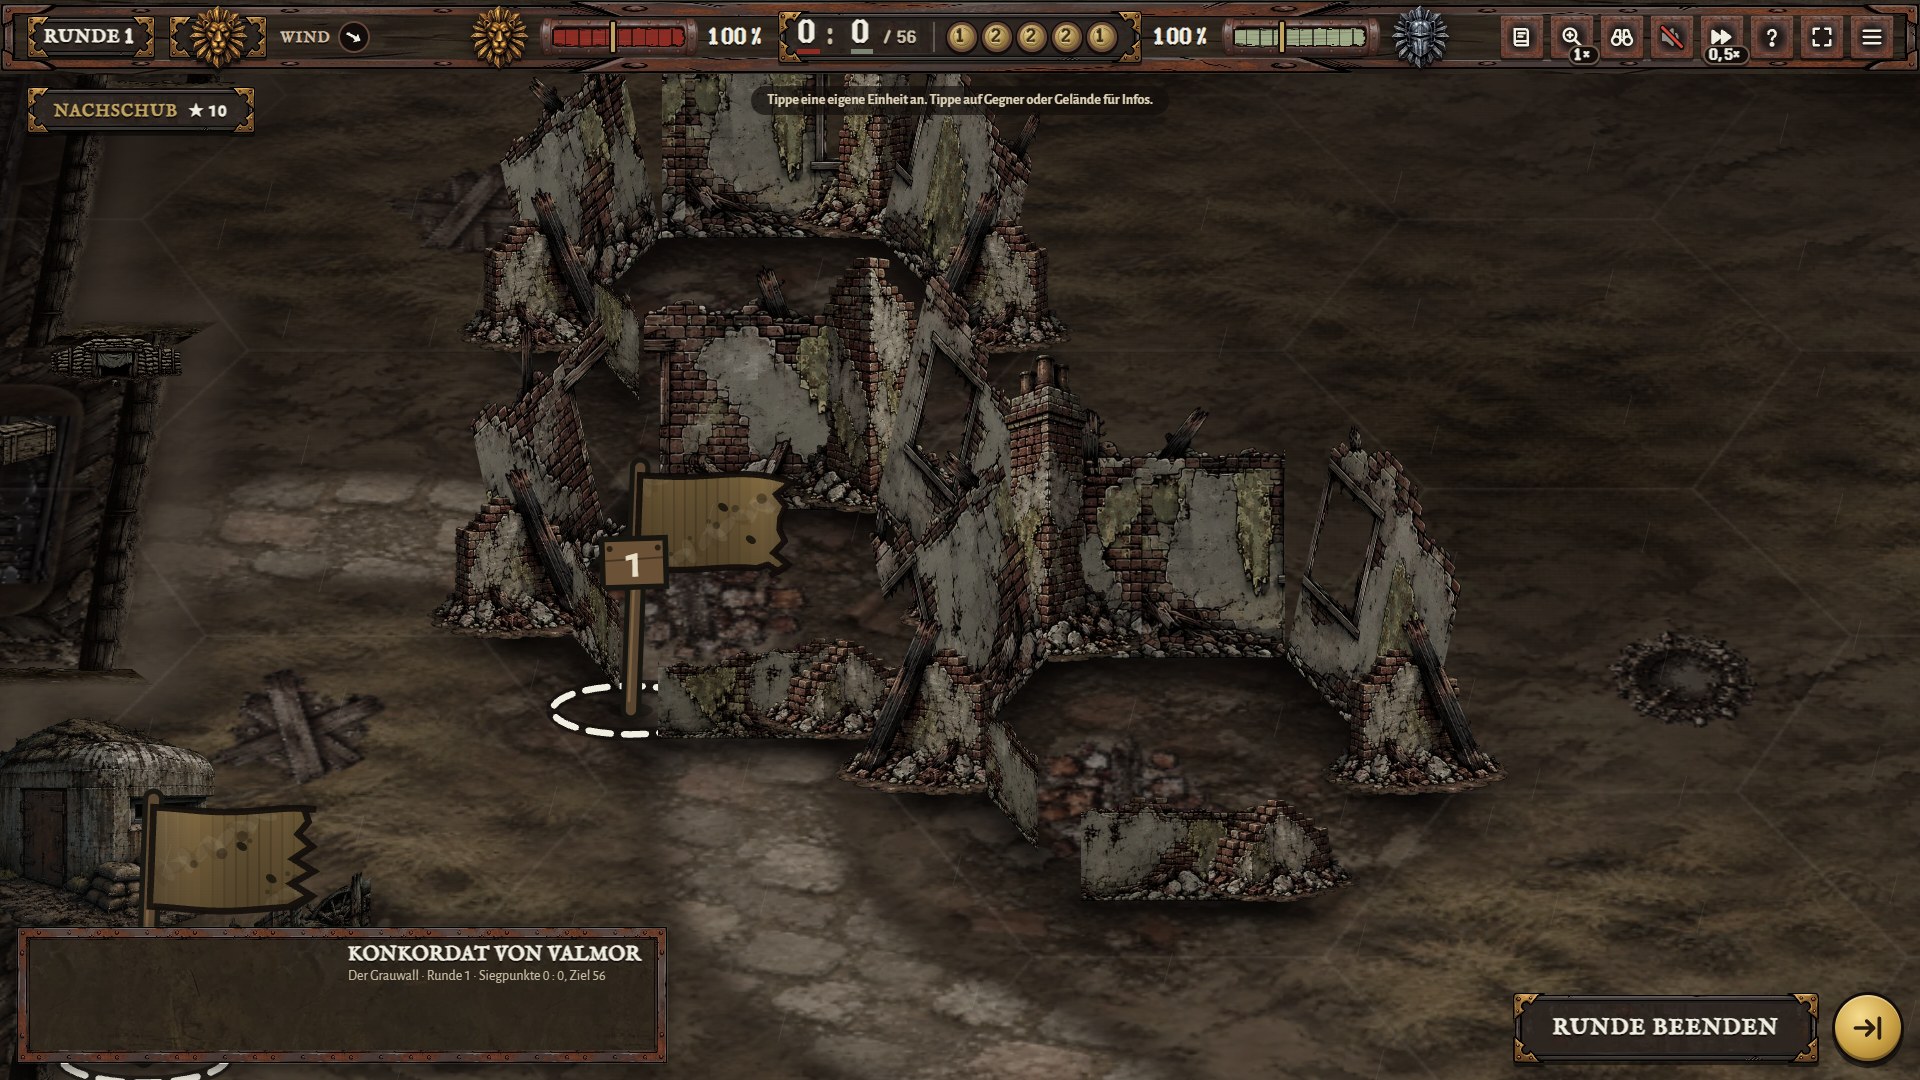 RUNDE 1
WIND
100%
0 : 0 / 56
1 2 2 2 1
100%
1×
0,5×
?
NACHSCHUB ★ 10
Tippe eine eigene Einheit an. Tippe auf Gegner oder Gelände für Infos.
1
KONKORDAT VON VALMOR
Der Grauwall · Runde 1 · Siegpunkte 0 : 0, Ziel 56
RUNDE BEENDEN